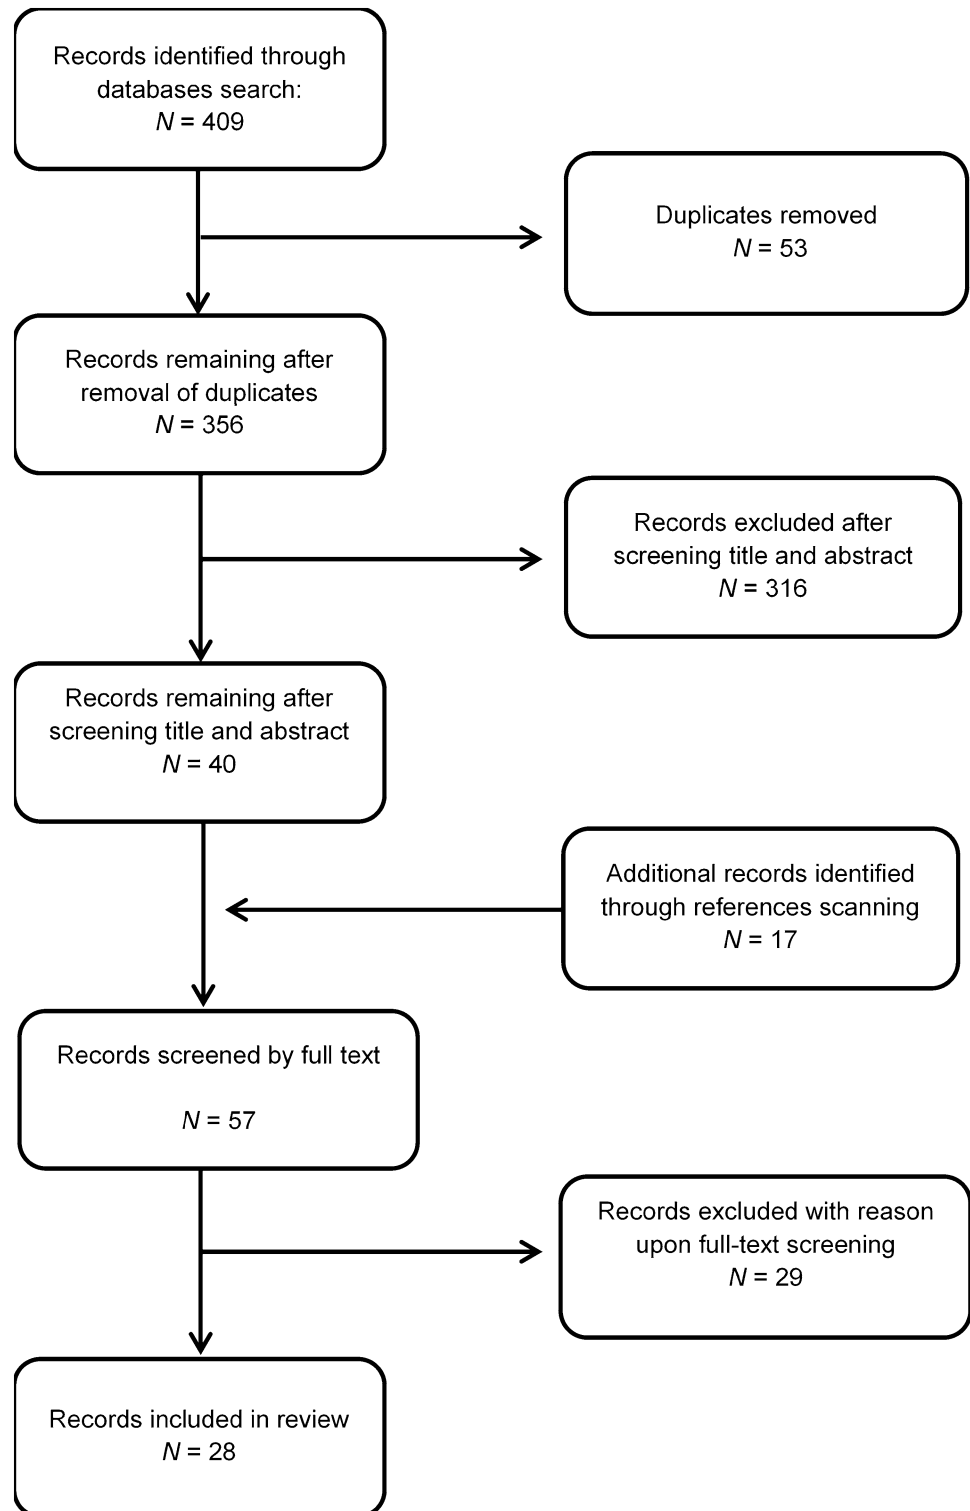 Records identified through
databases search:
N = 409
Duplicates removed
N = 53
Records remaining after
removal of duplicates
N = 356
Records excluded after
screening title and abstract
N = 316
Records remaining after
screening title and abstract
N = 40
Additional records identified
through references scanning
N = 17
Records screened by full text
N = 57
Records excluded with reason
upon full-text screening
N = 29
Records included in review
N = 28